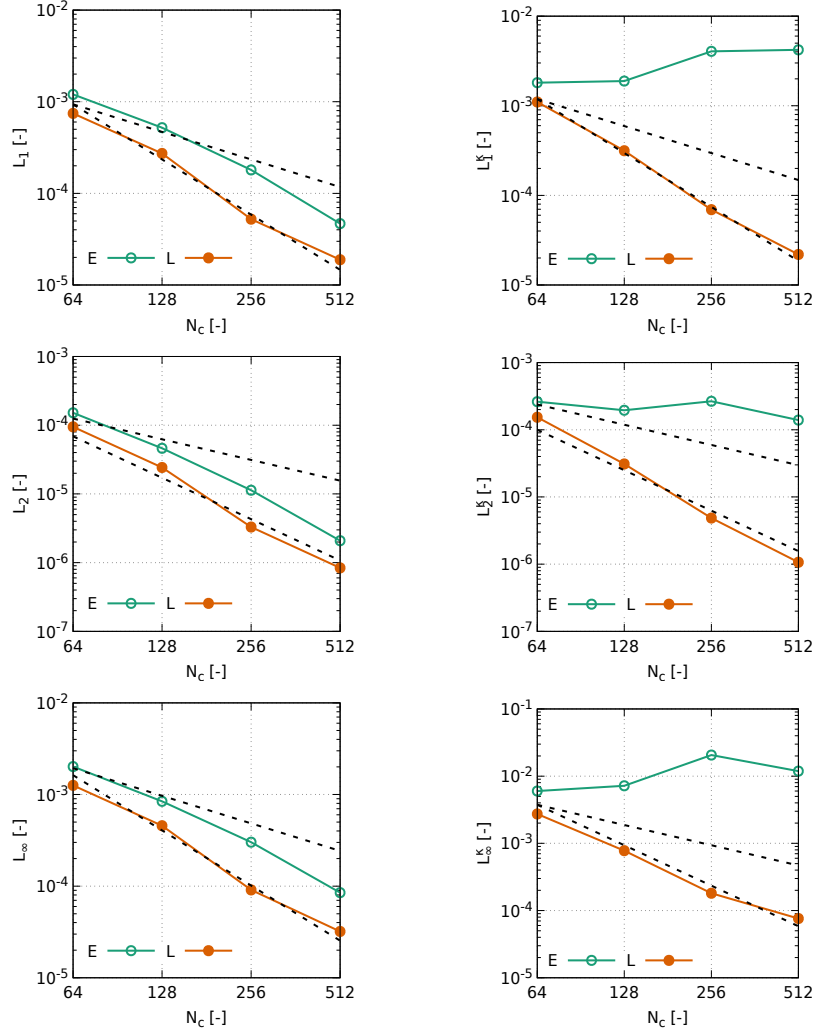 10^-2
10^-3
10^-4
10^-5
L_1 [-]
E L
64 128 256 512
N_c [-]
10^-2
10^-3
10^-4
10^-5
L_1^κ [-]
E L
64 128 256 512
N_c [-]
10^-3
10^-4
10^-5
10^-6
10^-7
L_2 [-]
E L
64 128 256 512
N_c [-]
10^-3
10^-4
10^-5
10^-6
10^-7
L_2^κ [-]
E L
64 128 256 512
N_c [-]
10^-2
10^-3
10^-4
10^-5
L_∞ [-]
E L
64 128 256 512
N_c [-]
10^-1
10^-2
10^-3
10^-4
10^-5
L_∞^κ [-]
E L
64 128 256 512
N_c [-]